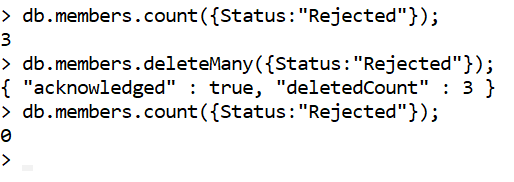 > db.members.count({Status:"Rejected"});
3
> db.members.deleteMany({Status:"Rejected"});
{ "acknowledged" : true, "deletedCount" : 3 }
> db.members.count({Status:"Rejected"});
0
>